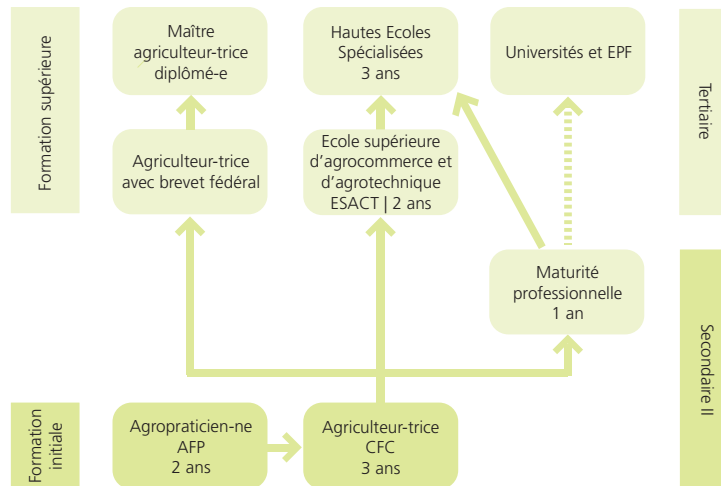 Formation supérieure
Maître
agriculteur-trice
diplômé-e
Hautes Ecoles
Spécialisées
3 ans
Universités et EPF
Tertiaire
Agriculteur-trice
avec brevet fédéral
Ecole supérieure
d'agrocommerce et
d'agrotechnique
ESACT | 2 ans
Maturité
professionnelle
1 an
Secondaire II
Formation
initiale
Agropraticien-ne
AFP
2 ans
Agriculteur-trice
CFC
3 ans